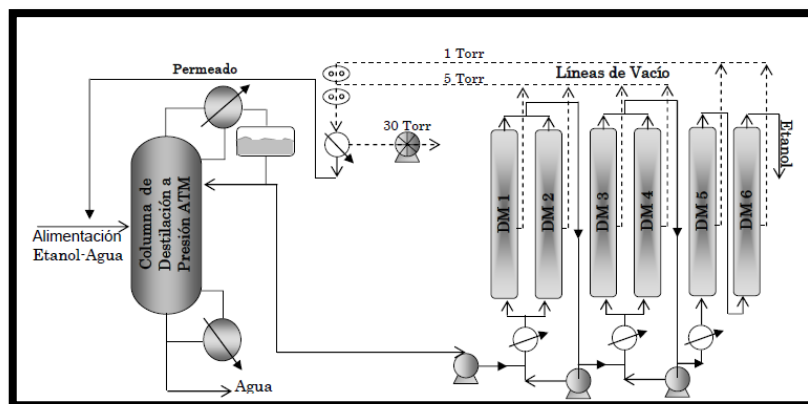 1 Torr
Permeado
5 Torr
Líneas de Vacío
30 Torr
Etanol
DM 1
DM 2
DM 3
DM 4
DM 5
DM 6
Columna de
Destilación a
Presión ATM
Alimentación
Etanol-Agua
Agua